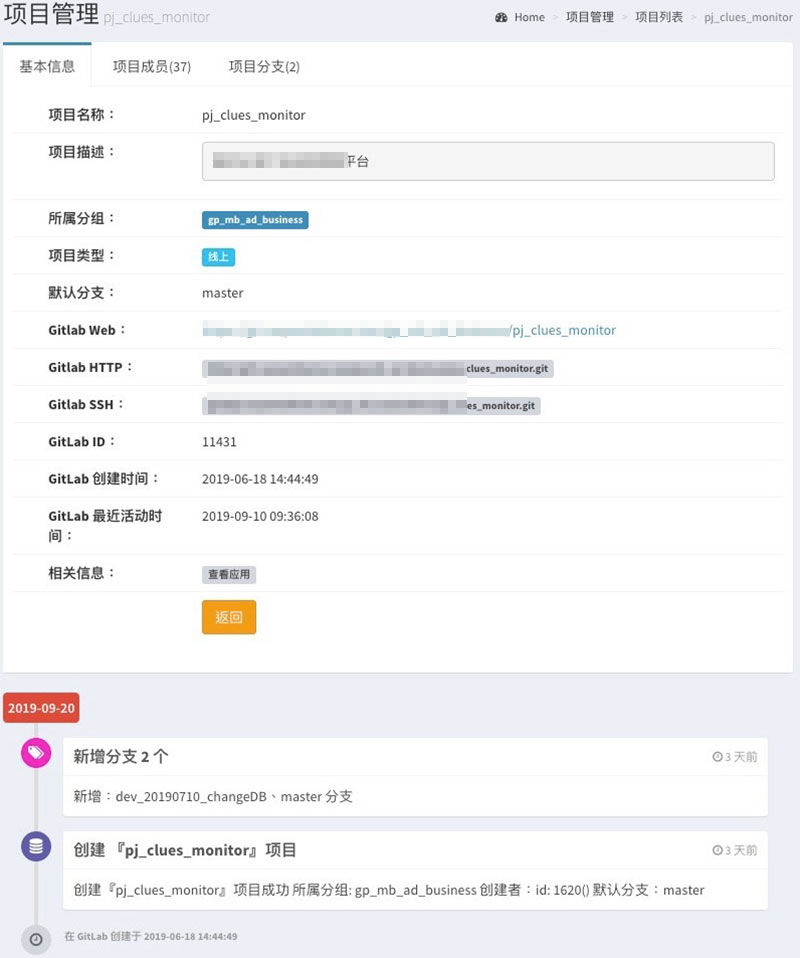 项目管理 pj_clues_monitor
Home > 项目管理 > 项目列表 > pj_clues_monitor
基本信息 项目成员(37) 项目分支(2)
项目名称： pj_clues_monitor
项目描述： 平台
所属分组： gp_mb_ad_business
项目类型： 线上
默认分支： master
Gitlab Web： /pj_clues_monitor
Gitlab HTTP： clues_monitor.git
Gitlab SSH： es_monitor.git
GitLab ID： 11431
GitLab 创建时间： 2019-06-18 14:44:49
GitLab 最近活动时
间：
2019-09-10 09:36:08
相关信息： 查看应用
返回
2019-09-20
新增分支 2 个 3 天前
新增：dev_20190710_changeDB、master 分支
创建 『pj_clues_monitor』项目 3 天前
创建『pj_clues_monitor』项目成功 所属分组: gp_mb_ad_business 创建者：id: 1620() 默认分支：master
在 GitLab 创建于 2019-06-18 14:44:49